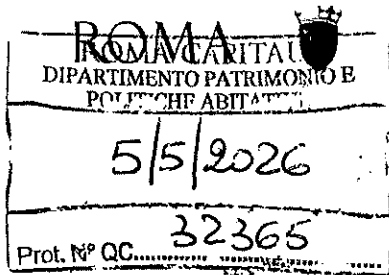 ROMA
ROMA CAPITALE
DIPARTIMENTO PATRIMONIO E
POLITICHE ABITATIVE
5/5/2026
32365
Prot. N° QC.............